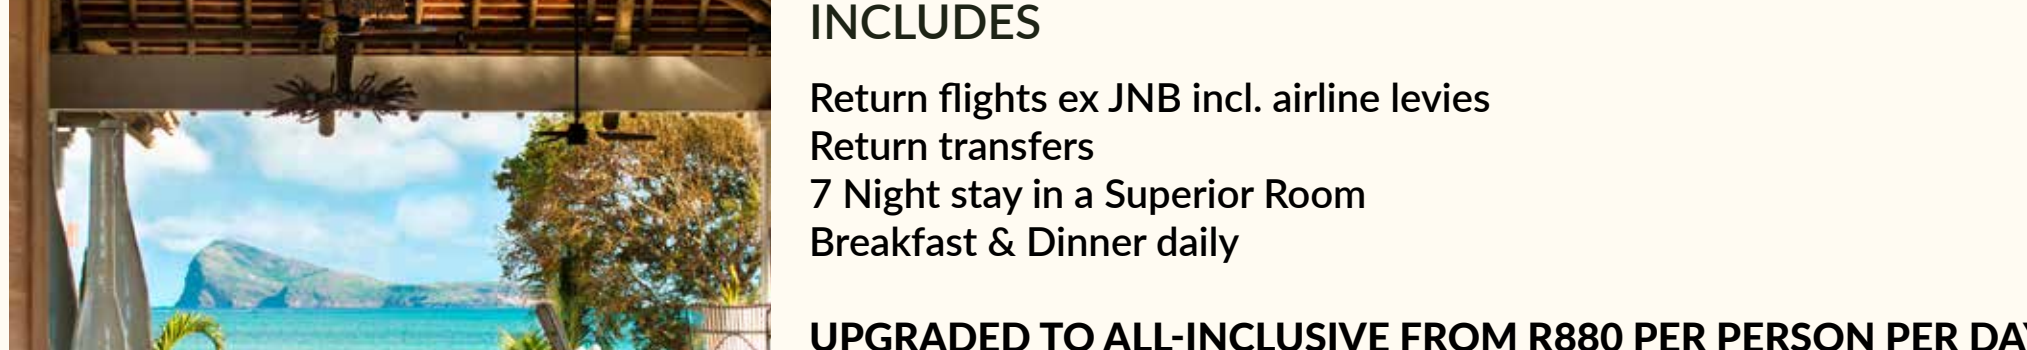 INCLUDES
Return flights ex JNB incl. airline levies
Return transfers
7 Night stay in a Superior Room
Breakfast & Dinner daily
UPGRADED TO ALL-INCLUSIVE FROM R880 PER PERSON PER DAY